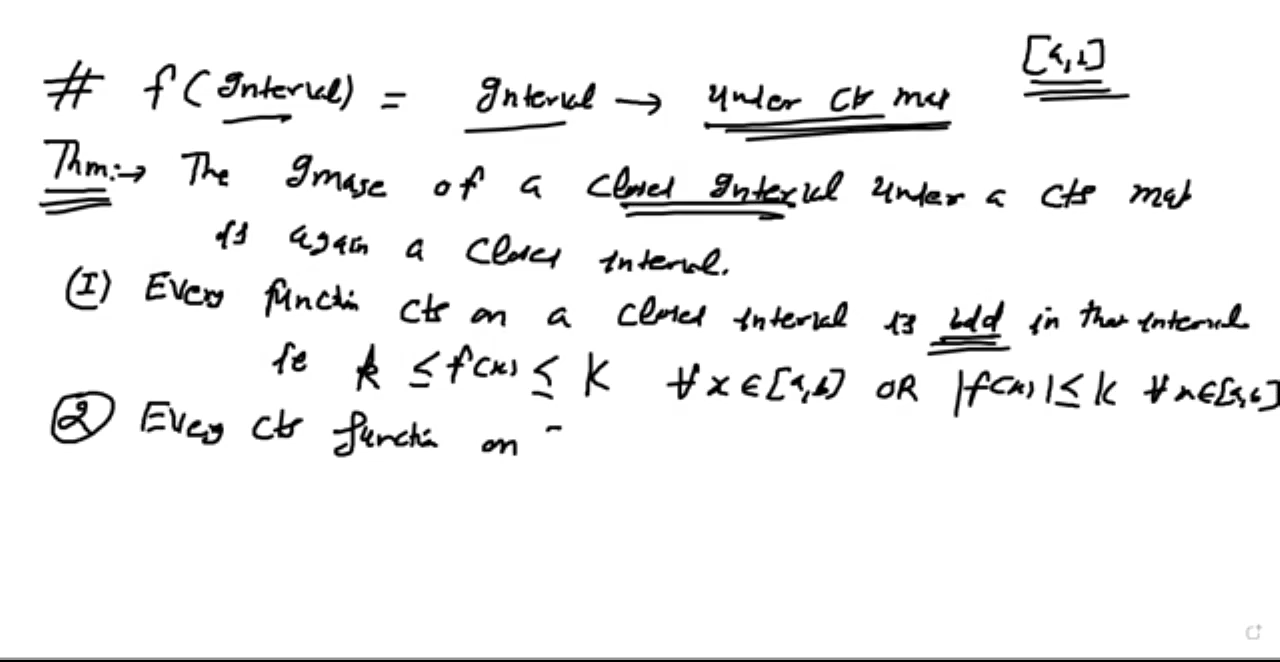 # f(Interval) = Interval → under cts map [a,b]
Thm:→ The Image of a closed Interval under a cts map
is again a closed interval.
(I) Every function cts on a closed interval is bdd in that interval
ie k ≤ f(x) ≤ K ∀ x ∈ [a,b] OR |f(x)| ≤ k ∀ x ∈ [a,b]
② Every cts function on